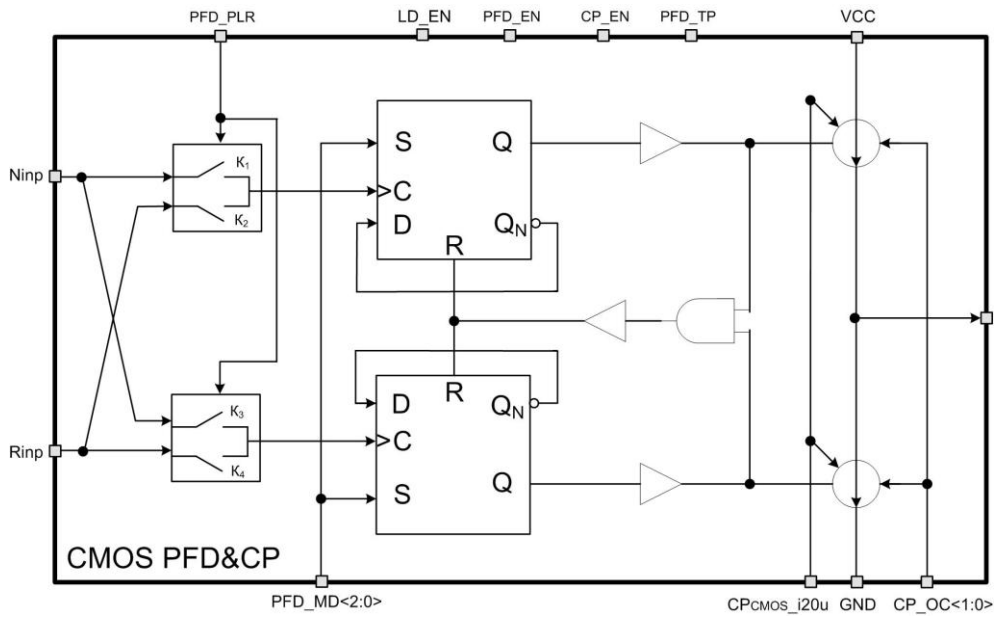 PFD_PLR
LD_EN
PFD_EN
CP_EN
PFD_TP
VCC
Ninp
K1
K2
S
Q
C
D
QN
R
Rinp
K3
K4
R
D
QN
C
S
Q
CMOS PFD&CP
PFD_MD<2:0>
CPCMOS_i20u
GND
CP_OC<1:0>